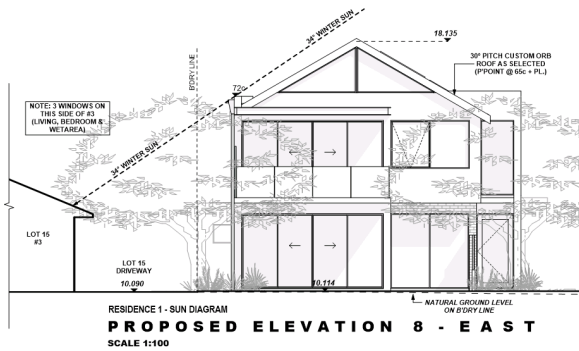 34° WINTER SUN
18.135
30° PITCH CUSTOM ORB
ROOF AS SELECTED
(P'POINT @ 65c + PL.)
B'DRY LINE
72c
NOTE: 3 WINDOWS ON
THIS SIDE OF #3
(LIVING, BEDROOM &
WETAREA)
34° WINTER SUN
LOT 15
#3
LOT 15
DRIVEWAY
10.090
10.114
NATURAL GROUND LEVEL
ON B'DRY LINE
RESIDENCE 1 - SUN DIAGRAM
PROPOSED ELEVATION 8 - EAST
SCALE 1:100